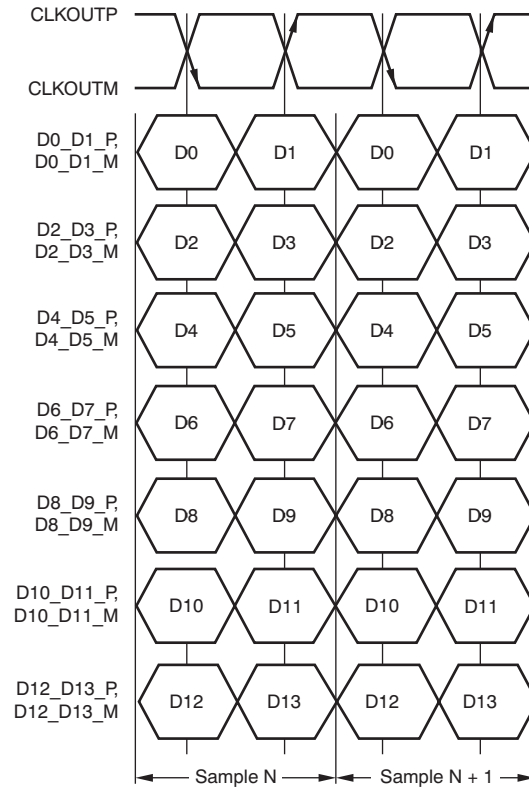 CLKOUTP
CLKOUTM
D0_D1_P,
D0_D1_M
D0 D1 D0 D1
D2_D3_P,
D2_D3_M
D2 D3 D2 D3
D4_D5_P,
D4_D5_M
D4 D5 D4 D5
D6_D7_P,
D6_D7_M
D6 D7 D6 D7
D8_D9_P,
D8_D9_M
D8 D9 D8 D9
D10_D11_P,
D10_D11_M
D10 D11 D10 D11
D12_D13_P,
D12_D13_M
D12 D13 D12 D13
Sample N Sample N + 1